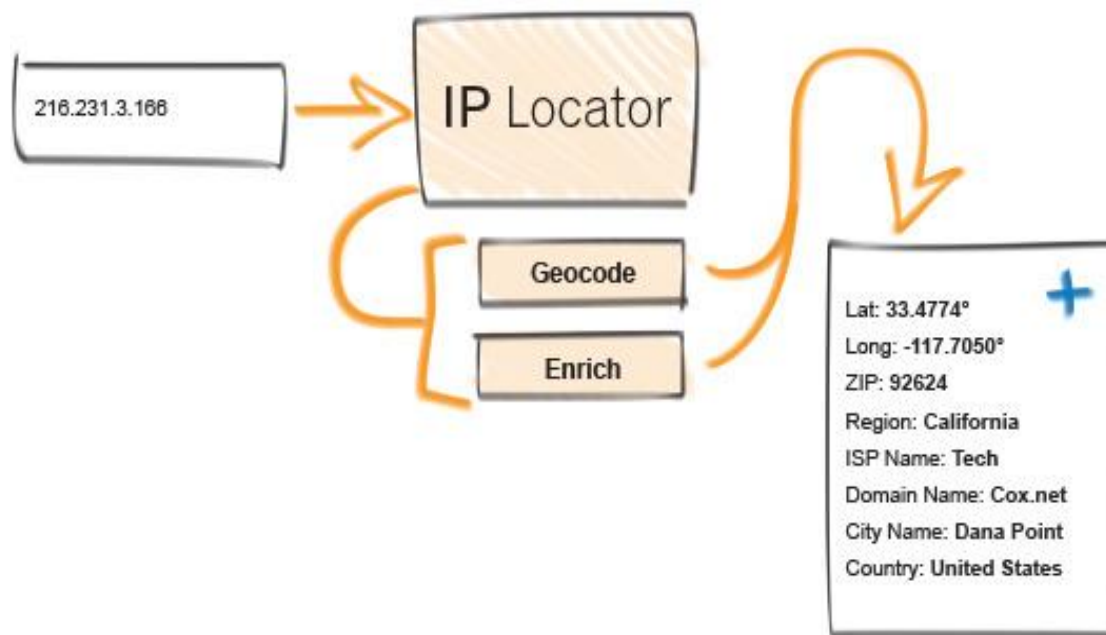 216.231.3.166
IP Locator
Geocode
Enrich
Lat: 33.4774°
Long: -117.7050°
ZIP: 92624
Region: California
ISP Name: Tech
Domain Name: Cox.net
City Name: Dana Point
Country: United States